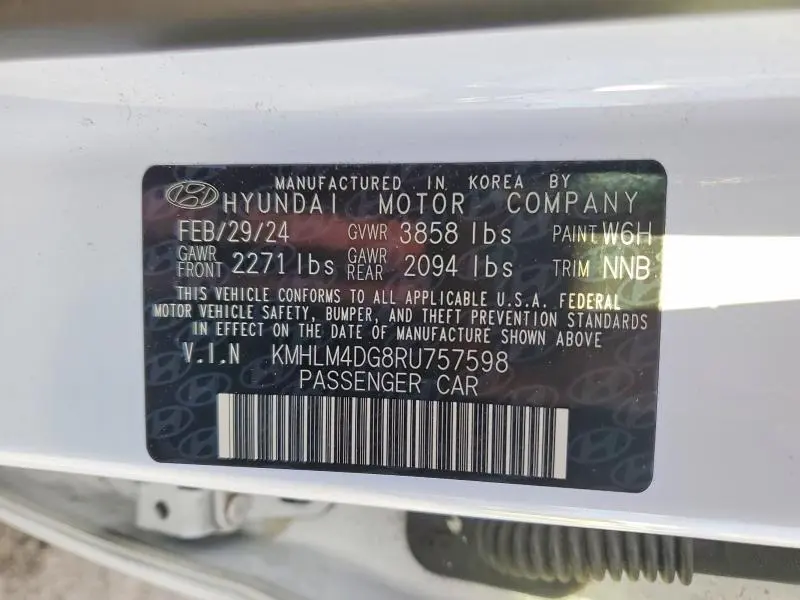 MANUFACTURED IN KOREA BY
HYUNDAI MOTOR COMPANY
FEB/29/24 GVWR 3858 lbs PAINT W6H
GAWR FRONT 2271 lbs GAWR REAR 2094 lbs TRIM NNB
THIS VEHICLE CONFORMS TO ALL APPLICABLE U.S.A. FEDERAL
MOTOR VEHICLE SAFETY, BUMPER, AND THEFT PREVENTION STANDARDS
IN EFFECT ON THE DATE OF MANUFACTURE SHOWN ABOVE
V.I.N KMHLM4DG8RU757598
PASSENGER CAR